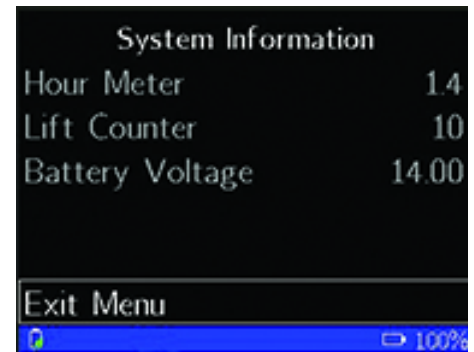 System Information
Hour Meter 1.4
Lift Counter 10
Battery Voltage 14.00
Exit Menu
100%